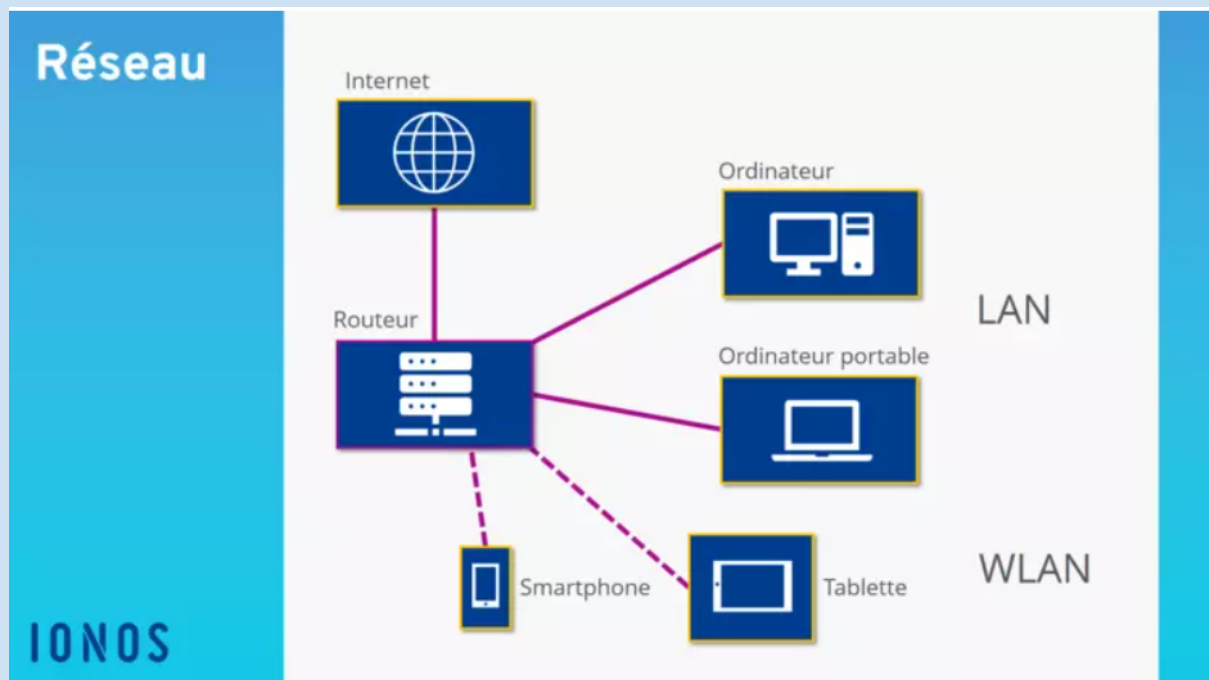 Réseau
Internet
Ordinateur
LAN
Routeur
Ordinateur portable
WLAN
Smartphone
Tablette
IONOS